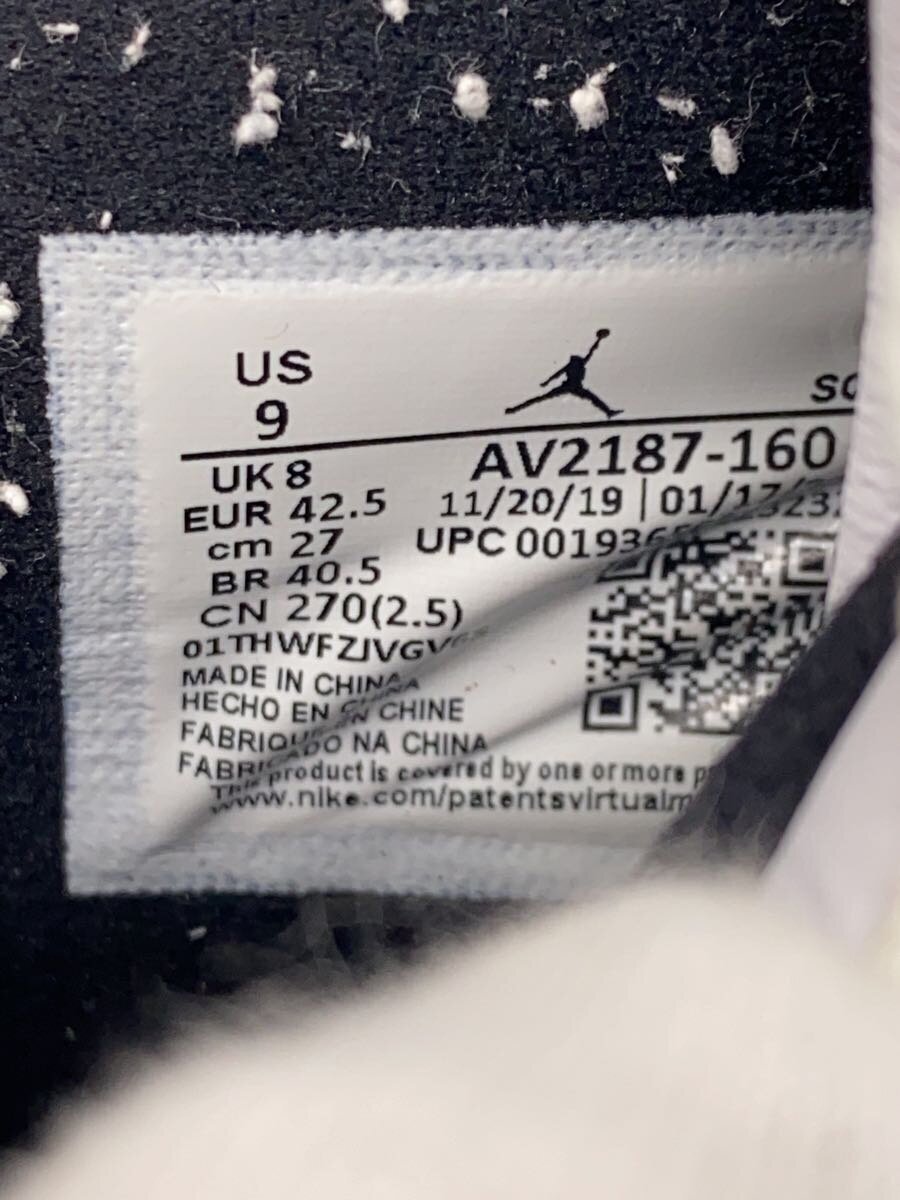 US
9
UK 8
EUR 42.5
cm 27
BR 40.5
CN 270(2.5)
AV2187-160
11/20/19 | 01/
UPC 
MADE IN CHINA
HECHO EN CHINE
FABRIQUADO NA CHINA
product is covered by one or more
www.nike.com/patentsvirtualm